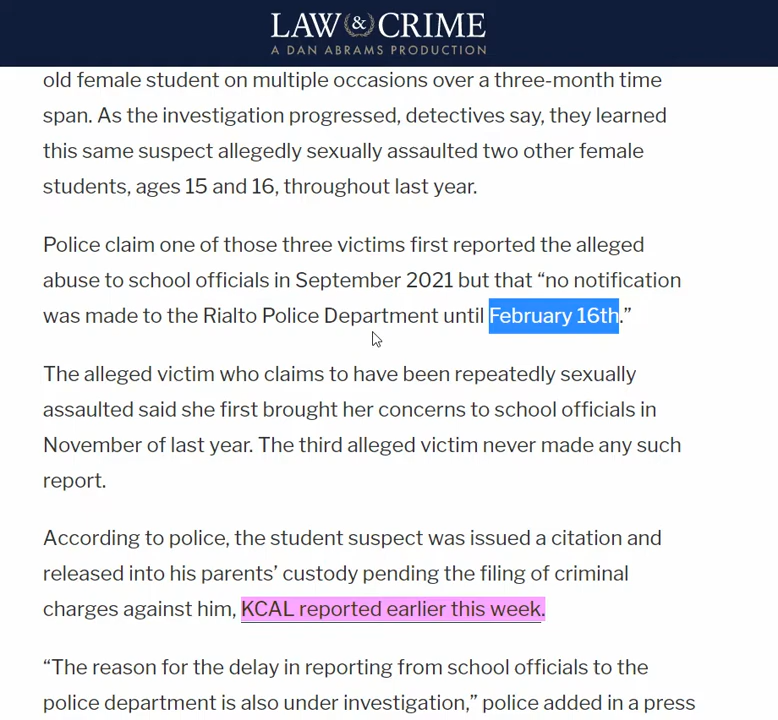 LAW & CRIME
A DAN ABRAMS PRODUCTION
old female student on multiple occasions over a three-month time
span. As the investigation progressed, detectives say, they learned
this same suspect allegedly sexually assaulted two other female
students, ages 15 and 16, throughout last year.
Police claim one of those three victims first reported the alleged
abuse to school officials in September 2021 but that “no notification
was made to the Rialto Police Department until February 16th.”
The alleged victim who claims to have been repeatedly sexually
assaulted said she first brought her concerns to school officials in
November of last year. The third alleged victim never made any such
report.
According to police, the student suspect was issued a citation and
released into his parents’ custody pending the filing of criminal
charges against him, KCAL reported earlier this week.
“The reason for the delay in reporting from school officials to the
police department is also under investigation,” police added in a press